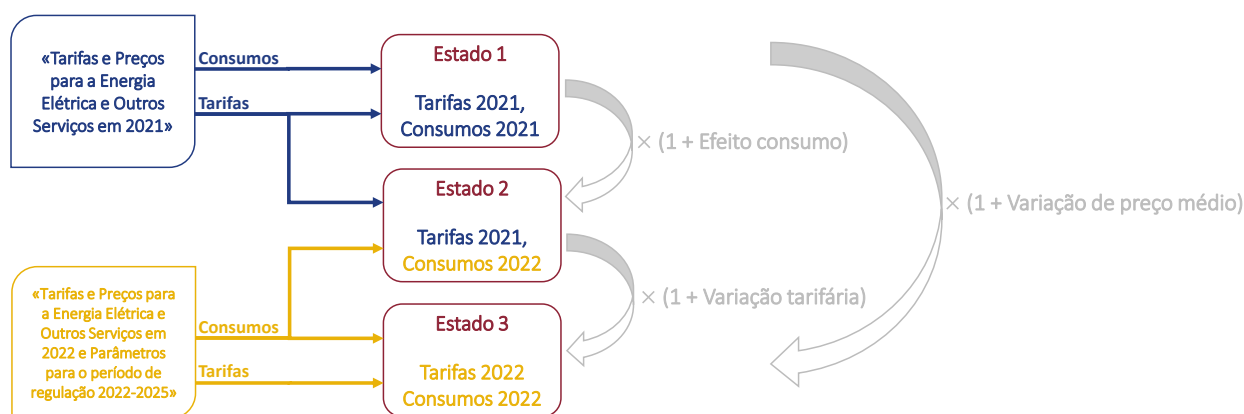 «Tarifas e Preços
para a Energia
Elétrica e Outros
Serviços em 2021»
Consumos
Tarifas
Estado 1
Tarifas 2021,
Consumos 2021
× (1 + Efeito consumo)
Estado 2
Tarifas 2021,
Consumos 2022
× (1 + Variação de preço médio)
«Tarifas e Preços para
a Energia Elétrica e
Outros Serviços em
2022 e Parâmetros
para o período de
regulação 2022-2025»
Consumos
Tarifas
× (1 + Variação tarifária)
Estado 3
Tarifas 2022
Consumos 2022